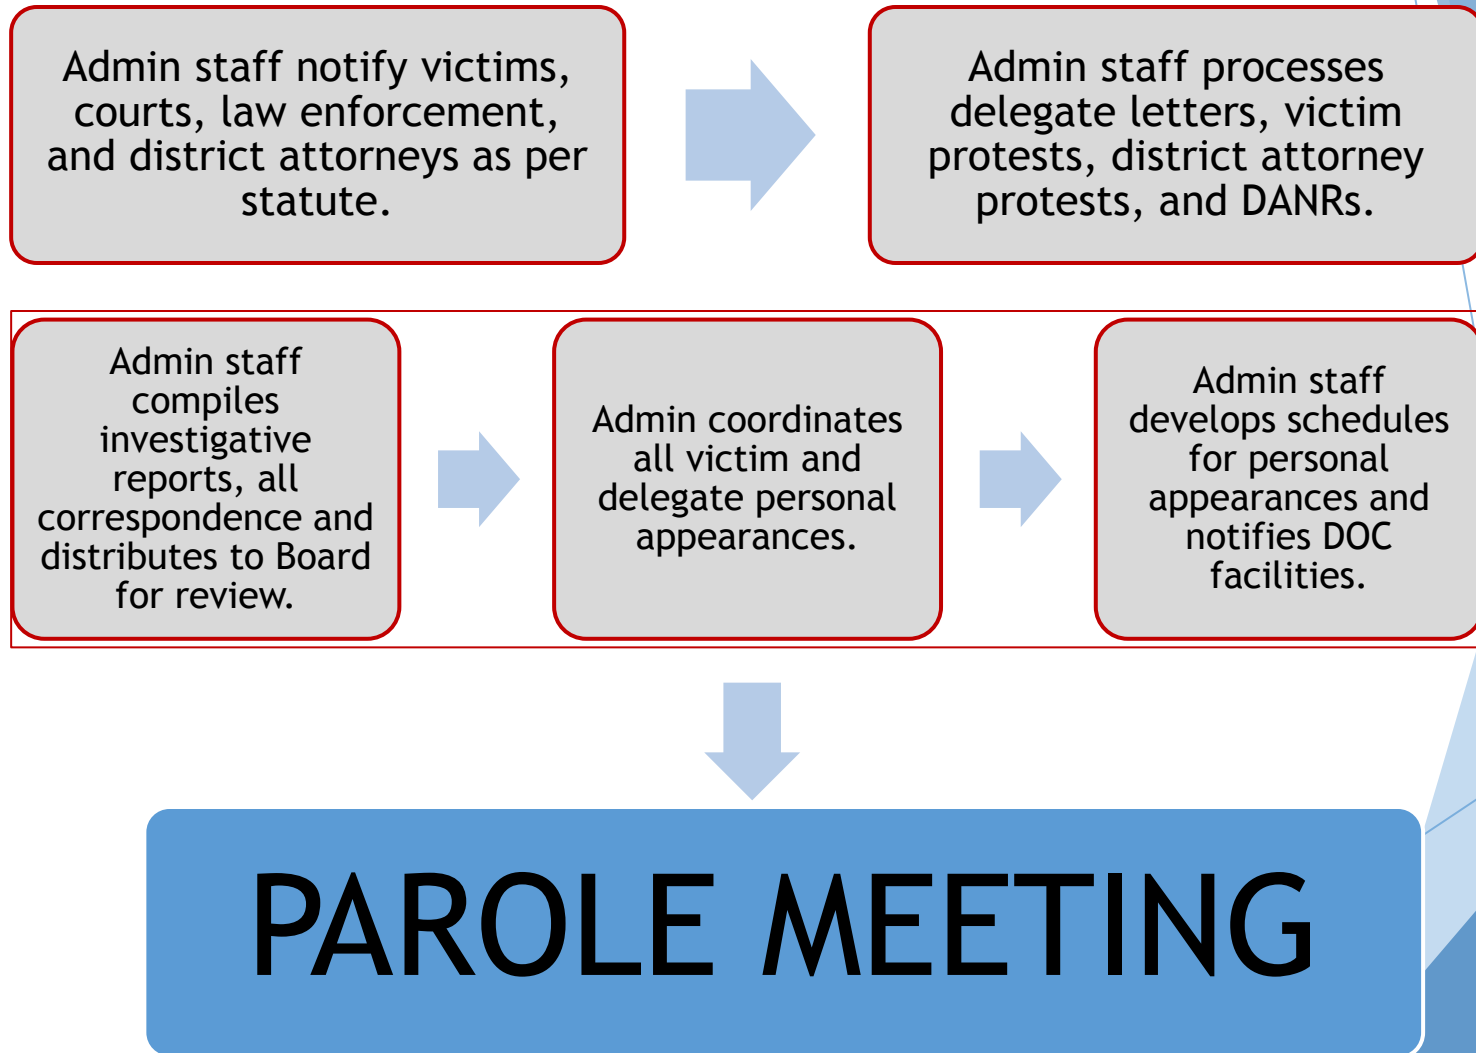 Admin staff notify victims,
courts, law enforcement,
and district attorneys as per
statute.
Admin staff processes
delegate letters, victim
protests, district attorney
protests, and DANRs.
Admin staff
compiles
investigative
reports, all
correspondence and
distributes to Board
for review.
Admin coordinates
all victim and
delegate personal
appearances.
Admin staff
develops schedules
for personal
appearances and
notifies DOC
facilities.
PAROLE MEETING